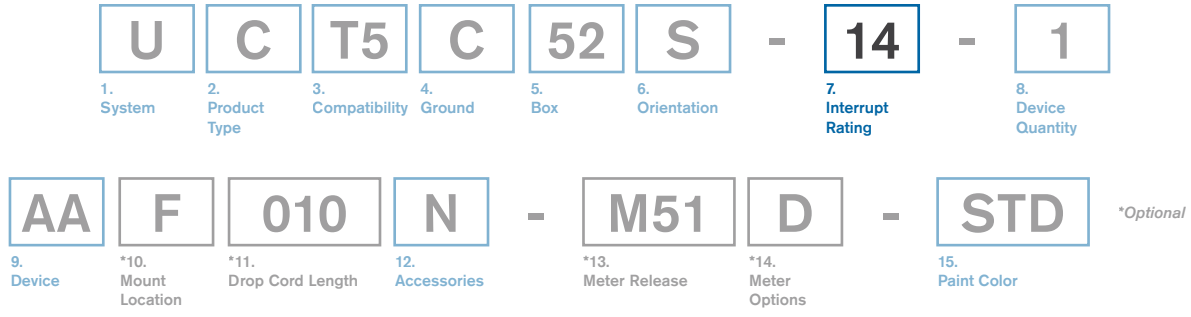 U C T5 C 52 S - 14 - 1
1. 2. 3. 4. 5. 6. 7. 8.
System Product Compatibility Ground Box Orientation Interrupt Device
Type Rating Quantity
AA F 010 N - M51 D - STD *Optional
9. *10. *11. 12. *13. *14. 15.
Device Mount Drop Cord Length Accessories Meter Release Meter Paint Color
Location Options